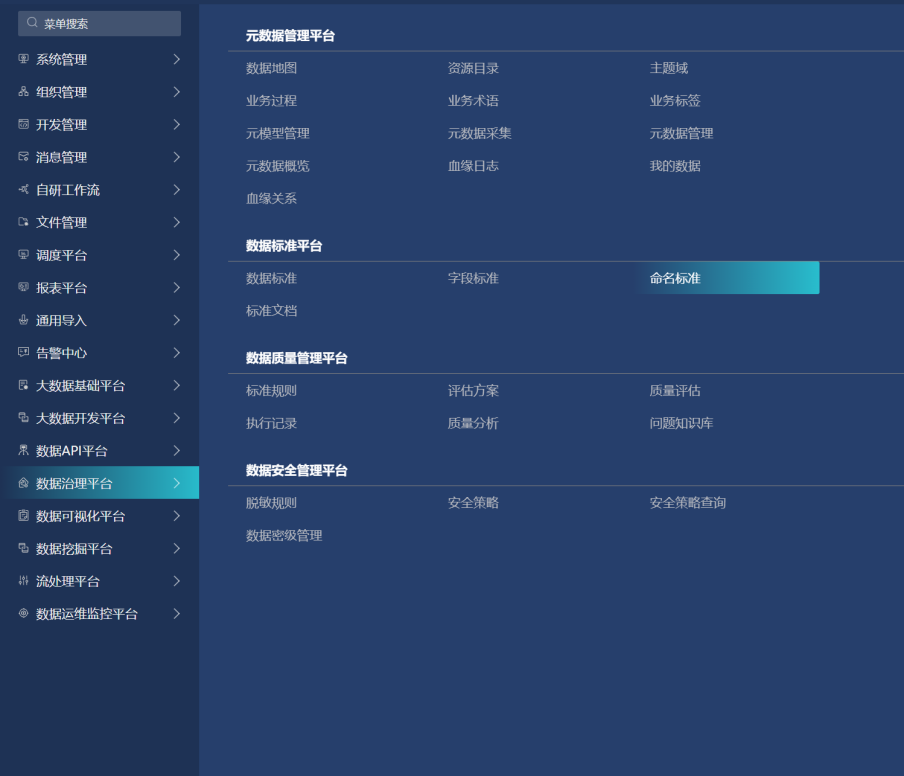 菜单搜索
系统管理
组织管理
开发管理
消息管理
自研工作流
文件管理
调度平台
报表平台
通用导入
告警中心
大数据基础平台
大数据开发平台
数据API平台
数据治理平台
数据可视化平台
数据挖掘平台
流处理平台
数据运维监控平台
元数据管理平台
数据地图 资源目录 主题域
业务过程 业务术语 业务标签
元模型管理 元数据采集 元数据管理
元数据概览 血缘日志 我的数据
血缘关系
数据标准平台
数据标准 字段标准 命名标准
标准文档
数据质量管理平台
标准规则 评估方案 质量评估
执行记录 质量分析 问题知识库
数据安全管理平台
脱敏规则 安全策略 安全策略查询
数据密级管理